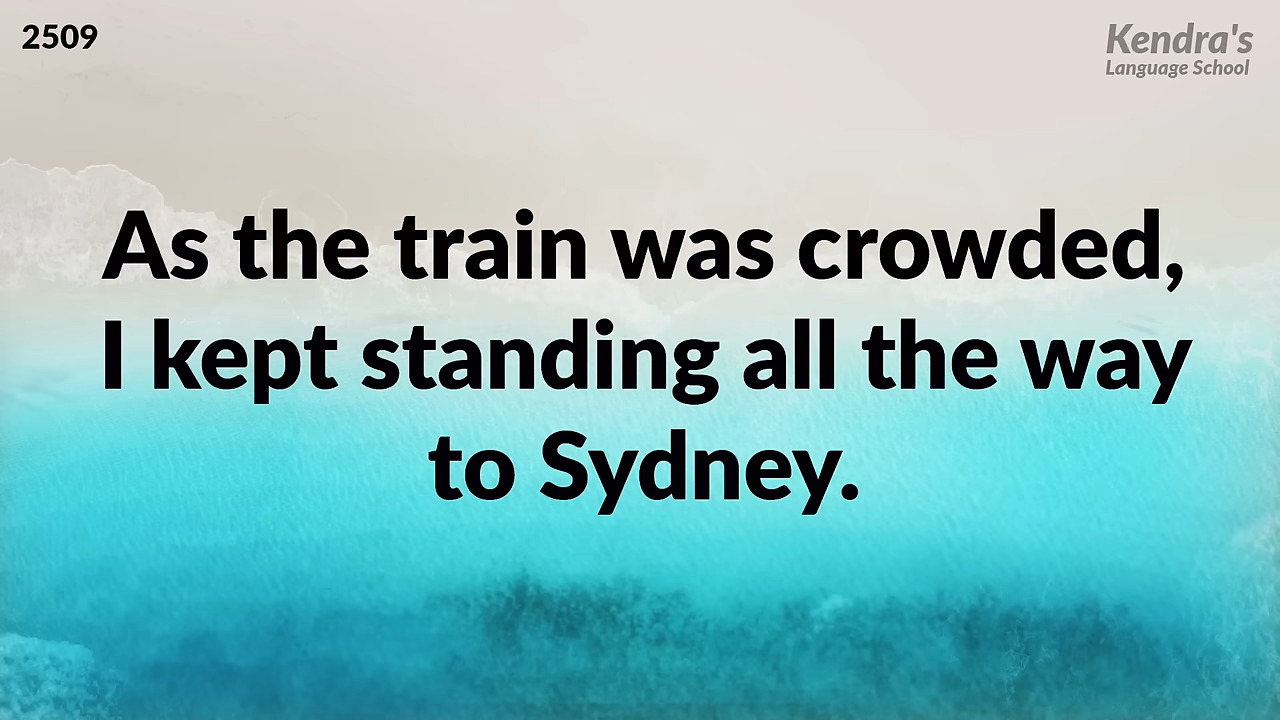 2509
Kendra's
Language School
As the train was crowded,
I kept standing all the way
to Sydney.